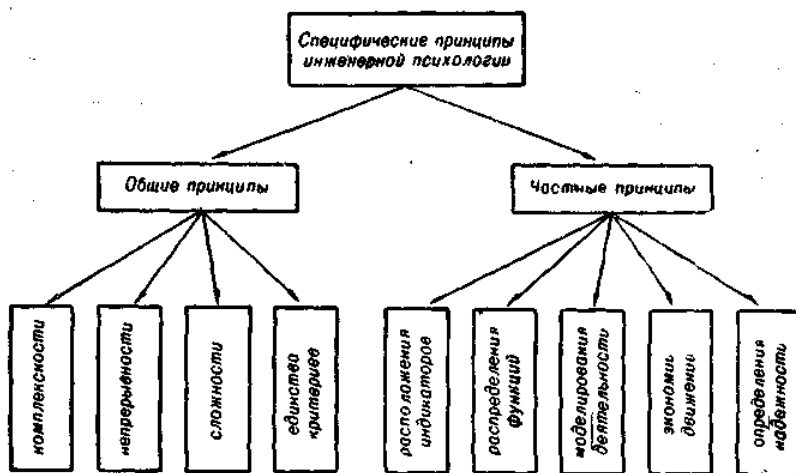 Специфические принципы
инженерной психологии
Общие принципы
Частные принципы
комплексности
непрерывности
сложности
единства
критериев
расположения
индикаторов
распределения
функций
моделирования
деятельности
экономии
движений
определения
надежности